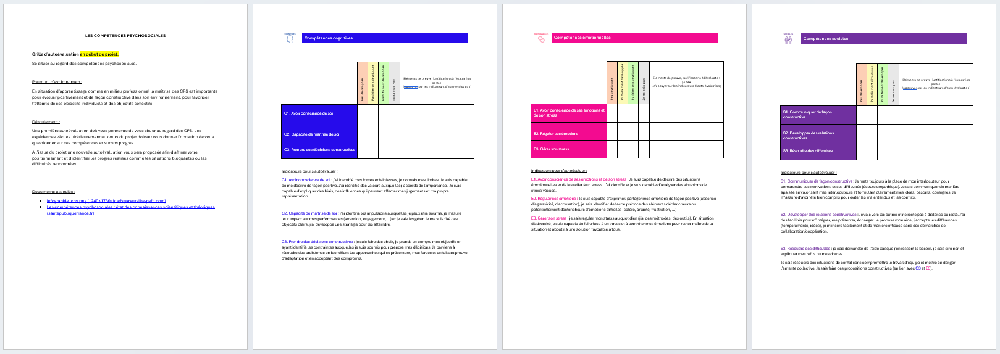 LES COMPETENCES PSYCHOSOCIALES
Grille d'autoévaluation en début de projet.
Se situer au regard des compétences psychosociales.
Pourquoi c'est important :
En situation d'apprentissage comme en milieu professionnel la maîtrise des CPS est importante
pour évoluer positivement et de façon constructive dans son environnement, pour favoriser
l'atteinte de ses objectifs individuels et des objectifs collectifs.
Déroulement :
Une première autoévaluation doit vous permettre de vous situer au regard des CPS. Les
expériences vécues ultérieurement au cours du projet doivent vous donner l'occasion de vous
questionner sur ces compétences et sur vos progrès.
A l'issue du projet une nouvelle autoévaluation vous sera proposée afin d'affiner votre
positionnement et d'identifier les progrès réalisés comme les situations bloquantes ou les
difficultés rencontrées.
Documents associés :
• infographie_cps.png (1240×1730) (clefsparentalite-psfp.com)
• Les compétences psychosociales : état des connaissances scientifiques et théoriques
(santepubliquefrance.fr)
COGNITIVES
Compétences cognitives
Peu développée
Partiellement développée
Parfaitement développée
Je ne sais pas
Eléments de preuve, justifications à l'évaluation
portée.
(s'appuyer sur les indicateurs d'auto-évaluation)
C1. Avoir conscience de soi
C2. Capacité de maîtrise de soi
C3. Prendre des décisions constructives
Indicateurs pour s'autoévaluer :
C1. Avoir conscience de soi : j'ai identifié mes forces et faiblesses, je connais mes limites. Je suis capable
de me décrire de façon positive. J'ai identifié des valeurs auxquelles j'accorde de l'importance. Je suis
capable d'expliquer des biais, des influences qui peuvent affecter mes jugements et ma propre
représentation.
C2. Capacité de maîtrise de soi : j'ai identifié les impulsions auxquelles je peux être soumis, je mesure
leur impact sur mes performances (attention, engagement, ...) et je sais les gérer. Je me suis fixé des
objectifs clairs, j'ai développé une stratégie pour les atteindre.
C3. Prendre des décisions constructives : je sais faire des choix, je prends en compte mes objectifs en
ayant identifié les contraintes auxquelles je suis soumis pour prendre mes décisions. Je parviens à
résoudre des problèmes en identifiant les opportunités qui se présentent, mes forces et en faisant preuve
d'adaptation et en acceptant des compromis.
EMOTIONNELLES
Compétences émotionnelles
Peu développée
Partiellement développée
Parfaitement développée
Je ne sais pas
Eléments de preuve, justifications à l'évaluation
portée.
(s'appuyer sur les indicateurs d'auto-évaluation)
E1. Avoir conscience de ses émotions et
de son stress
E2. Réguler ses émotions
E3. Gérer son stress
Indicateurs pour s'autoévaluer :
E1. Avoir conscience de ses émotions et de son stress : Je suis capable de décrire des situations
émotionnelles et de les relier à un stress. J'ai identifié et je suis capable d'analyser des situations de
stress vécues.
E2. Réguler ses émotions : Je suis capable d'exprimer, partager mes émotions de façon positive (absence
d'agressivité, d'accusation), je sais identifier de façon précoce des éléments déclencheurs ou
potentiellement déclencheurs d'émotions difficiles (colère, anxiété, frustration, ...)
E3. Gérer son stress : je sais réguler mon stress au quotidien (j'ai des méthodes, des outils). En situation
d'adversité je suis capable de faire face à un stress et à contrôler mes émotions pour rester maître de la
situation et aboutir à une solution favorable à tous.
SOCIALES
Compétences sociales
Peu développée
Partiellement développée
Parfaitement développée
Je ne sais pas
Eléments de preuve, justifications à l'évaluation
portée.
(s'appuyer sur les indicateurs d'auto-évaluation)
S1. Communiquer de façon
constructive
S2. Développer des relations
constructives
S3. Résoudre des difficultés
Indicateurs pour s'autoévaluer :
S1. Communiquer de façon constructive : Je mets toujours à la place de mon interlocuteur pour
comprendre ses motivations et ses difficultés (écoute empathique). Je sais communiquer de manière
apaisée en valorisant mes interlocuteurs et formulant clairement mes idées, besoins, consignes. Je
m'assure d'avoir été bien compris pour éviter les malentendus et les conflits.
S2. Développer des relations constructives : Je vais vers les autres et ne reste pas à distance ou isolé. J'ai
des facilités pour m'intégrer, me présenter, échanger. Je propose mon aide, j'accepte les différences
(tempéraments, idées), je m'insère facilement et de manière efficace dans des démarches de
collaboration/coopération.
S3. Résoudre des difficultés : je sais demander de l'aide lorsque j'en ressent le besoin, je sais dire non et
expliquer mes refus ou mes doutes.
Je sais résoudre des situations de conflit sans compromettre le travail d'équipe et mettre en danger
l'entente collective. Je sais faire des propositions constructives (en lien avec C3 et E3).